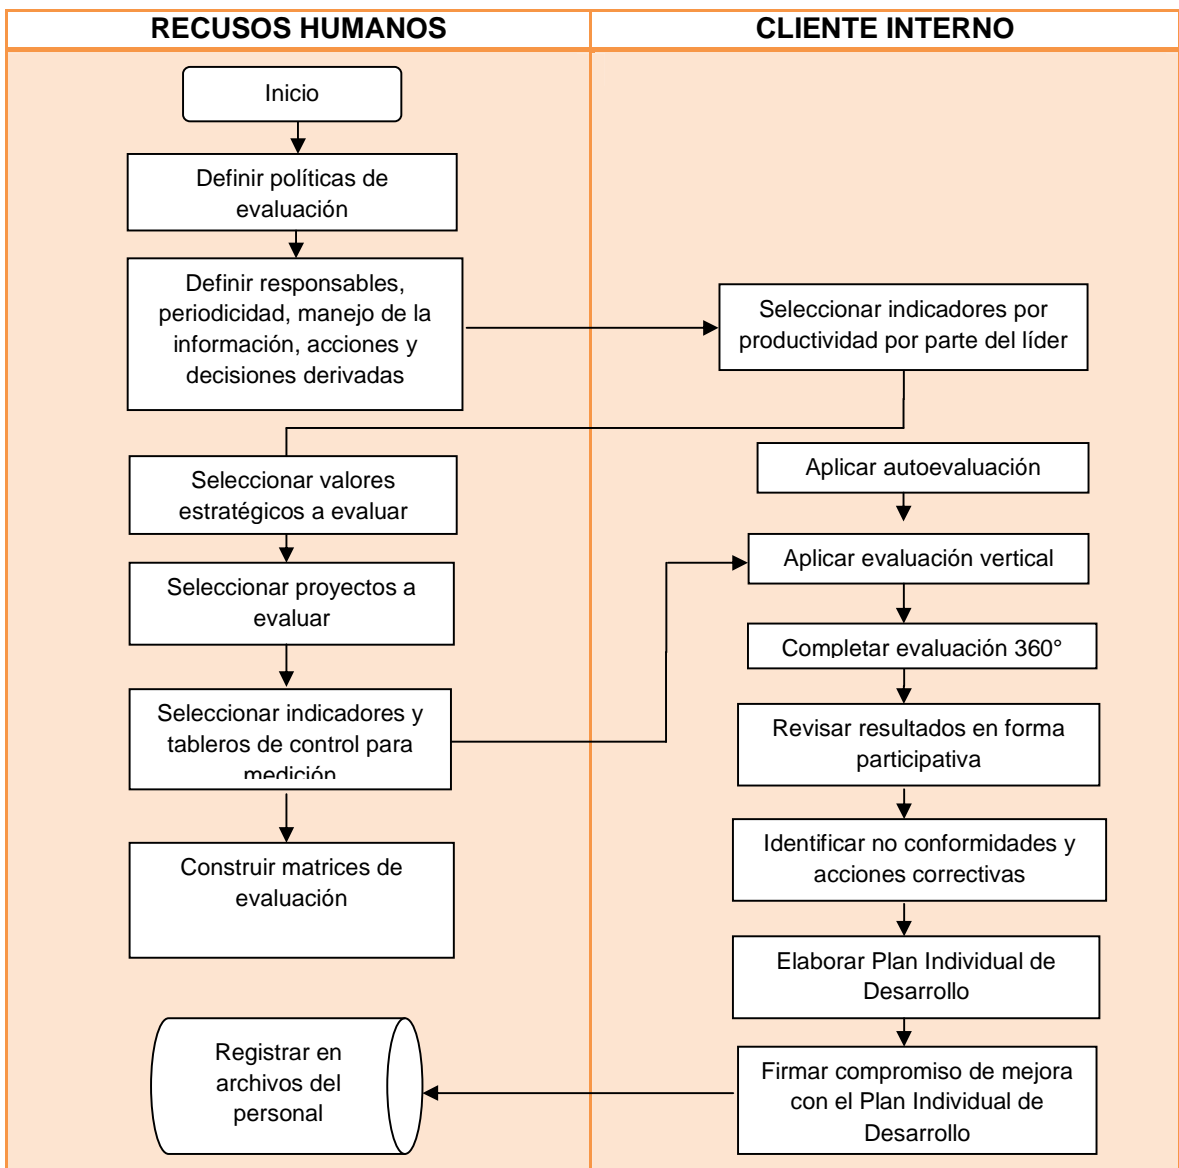 RECUSOS HUMANOS
CLIENTE INTERNO
Inicio
Definir políticas de
evaluación
Definir responsables,
periodicidad, manejo de la
información, acciones y
decisiones derivadas
Seleccionar indicadores por
productividad por parte del líder
Seleccionar valores
estratégicos a evaluar
Seleccionar proyectos a
evaluar
Seleccionar indicadores y
tableros de control para
medición
Construir matrices de
evaluación
Aplicar autoevaluación
Aplicar evaluación vertical
Completar evaluación 360°
Revisar resultados en forma
participativa
Identificar no conformidades y
acciones correctivas
Elaborar Plan Individual de
Desarrollo
Firmar compromiso de mejora
con el Plan Individual de
Desarrollo
Registrar en
archivos del
personal